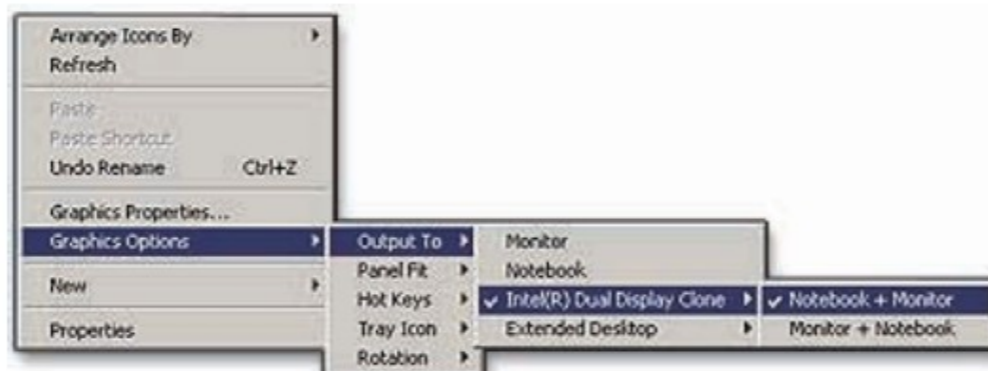 Arrange Icons By
Refresh
Paste
Paste Shortcut
Undo Rename Ctrl+Z
Graphics Properties...
Graphics Options
New
Properties
Output To
Panel Fit
Hot Keys
Tray Icon
Rotation
Monitor
Notebook
Intel(R) Dual Display Clone
Extended Desktop
Notebook + Monitor
Monitor + Notebook